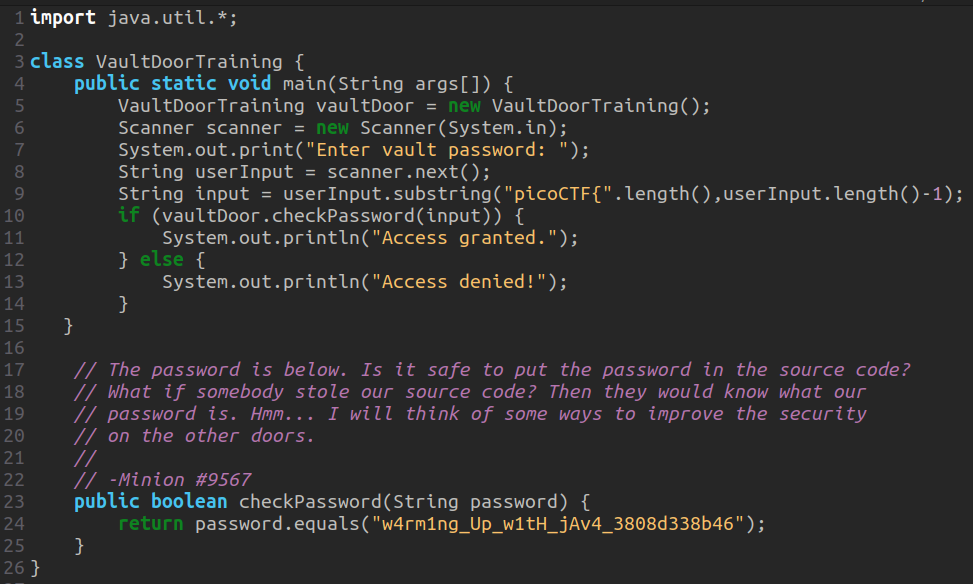 1 import java.util.*;
2
3 class VaultDoorTraining {
4     public static void main(String args[]) {
5         VaultDoorTraining vaultDoor = new VaultDoorTraining();
6         Scanner scanner = new Scanner(System.in);
7         System.out.print("Enter vault password: ");
8         String userInput = scanner.next();
9         String input = userInput.substring("picoCTF{".length(),userInput.length()-1);
10         if (vaultDoor.checkPassword(input)) {
11             System.out.println("Access granted.");
12         } else {
13             System.out.println("Access denied!");
14         }
15    }
16
17     // The password is below. Is it safe to put the password in the source code?
18     // What if somebody stole our source code? Then they would know what our
19     // password is. Hmm... I will think of some ways to improve the security
20     // on the other doors.
21     //
22     // -Minion #9567
23     public boolean checkPassword(String password) {
24         return password.equals("w4rm1ng_Up_w1tH_jAv4_3808d338b46");
25     }
26 }